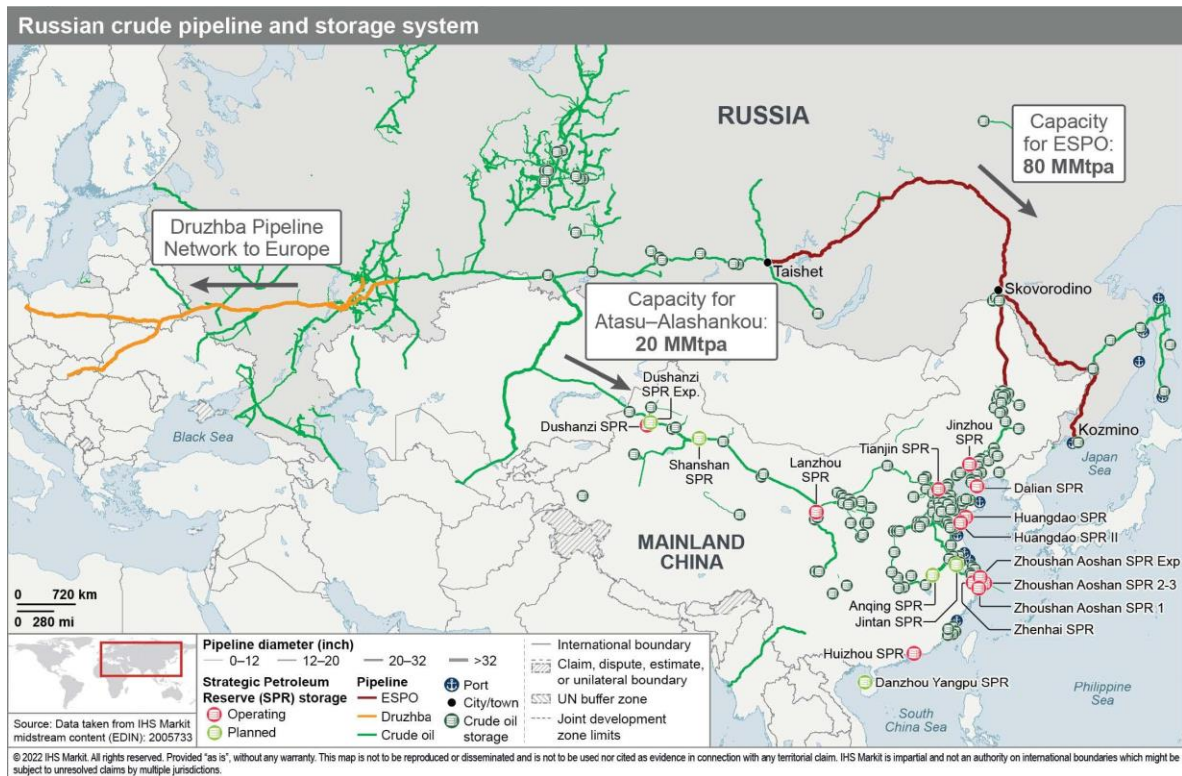 Russian crude pipeline and storage system
RUSSIA
Capacity
for ESPO:
80 MMtpa
Druzhba Pipeline
Network to Europe
Taishet
Skovorodino
Capacity for
Atasu–Alashankou:
20 MMtpa
Dushanzi
SPR Exp.
Dushanzi SPR
Black Sea
Shanshan
SPR
Lanzhou
SPR
Tianjin SPR
Jinzhou
SPR
Kozmino
Japan
Sea
Dalian SPR
Huangdao SPR
Huangdao SPR II
MAINLAND
CHINA
Zhoushan Aoshan SPR Exp
Zhoushan Aoshan SPR 2-3
Zhoushan Aoshan SPR 1
Zhenhai SPR
Anqing SPR
Jintan SPR
Huizhou SPR
Danzhou Yangpu SPR
South
China Sea
Philippine
Sea
0 720 km
0 280 mi
Pipeline diameter (inch)
0–12 12–20 20–32 >32
Strategic Petroleum
Reserve (SPR) storage
Operating
Planned
Pipeline
ESPO
Druzhba
Crude oil
Port
City/town
Crude oil
storage
International boundary
Claim, dispute, estimate,
or unilateral boundary
UN buffer zone
Joint development
zone limits
Source: Data taken from IHS Markit
midstream content (EDIN): 2005733
© 2022 IHS Markit. All rights reserved. Provided "as is", without any warranty. This map is not to be reproduced or disseminated and is not to be used nor cited as evidence in connection with any territorial claim. IHS Markit is impartial and not an authority on international boundaries which might be
subject to unresolved claims by multiple jurisdictions.